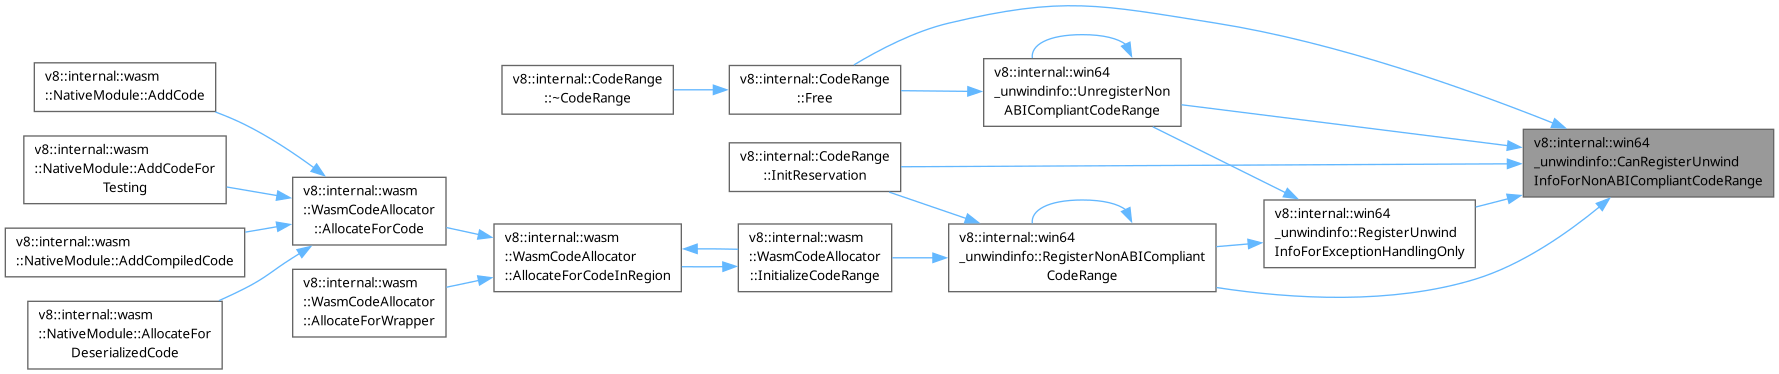 v8::internal::wasm
::NativeModule::AddCode
v8::internal::wasm
::NativeModule::AddCodeFor
Testing
v8::internal::wasm
::NativeModule::AddCompiledCode
v8::internal::wasm
::NativeModule::AllocateFor
DeserializedCode
v8::internal::wasm
::WasmCodeAllocator
::AllocateForCode
v8::internal::wasm
::WasmCodeAllocator
::AllocateForWrapper
v8::internal::CodeRange
::~CodeRange
v8::internal::wasm
::WasmCodeAllocator
::AllocateForCodeInRegion
v8::internal::CodeRange
::Free
v8::internal::CodeRange
::InitReservation
v8::internal::wasm
::WasmCodeAllocator
::InitializeCodeRange
v8::internal::win64
_unwindinfo::UnregisterNon
ABICompliantCodeRange
v8::internal::win64
_unwindinfo::RegisterNonABICompliant
CodeRange
v8::internal::win64
_unwindinfo::RegisterUnwind
InfoForExceptionHandlingOnly
v8::internal::win64
_unwindinfo::CanRegisterUnwind
InfoForNonABICompliantCodeRange